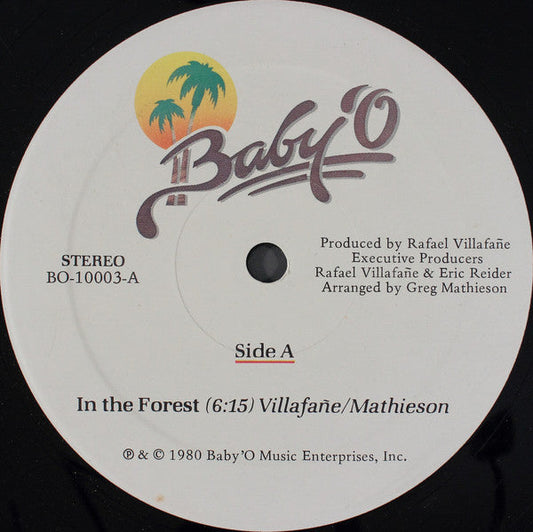 Baby'O
STEREO
BO-10003-A
Produced by Rafael Villafañe
Executive Producers
Rafael Villafañe & Eric Reider
Arranged by Greg Mathieson
Side A
In the Forest (6:15) Villafañe/Mathieson
℗ & © 1980 Baby'O Music Enterprises, Inc.